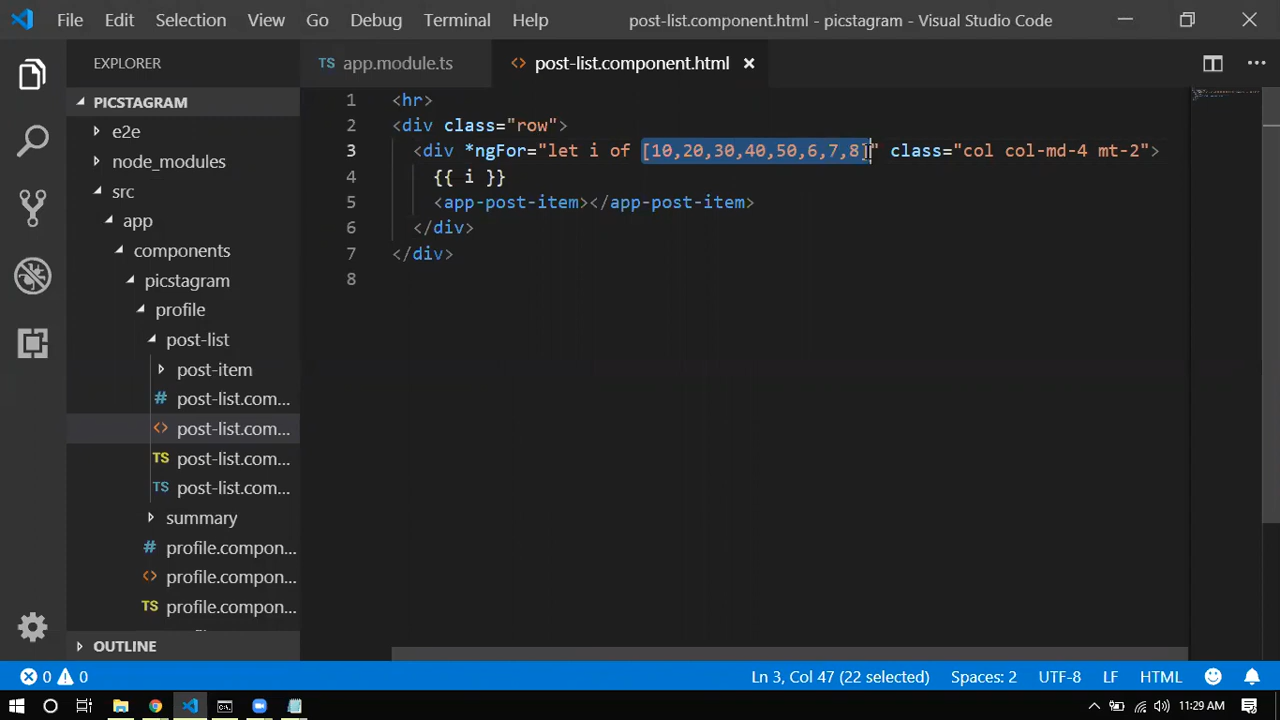 File Edit Selection View Go Debug Terminal Help post-list.component.html - picstagram - Visual Studio Code
EXPLORER
TS app.module.ts
<> post-list.component.html ×
PICSTAGRAM
e2e
node_modules
src
app
components
picstagram
profile
post-list
post-item
# post-list.com...
<> post-list.com...
TS post-list.com...
TS post-list.com...
summary
# profile.compon...
<> profile.compon...
TS profile.compon...
OUTLINE
1 <hr>
2 <div class="row">
3 <div *ngFor="let i of [10,20,30,40,50,6,7,8]" class="col col-md-4 mt-2">
4 {{ i }}
5 <app-post-item></app-post-item>
6 </div>
7 </div>
8
0 0 Ln 3, Col 47 (22 selected) Spaces: 2 UTF-8 LF HTML
11:29 AM